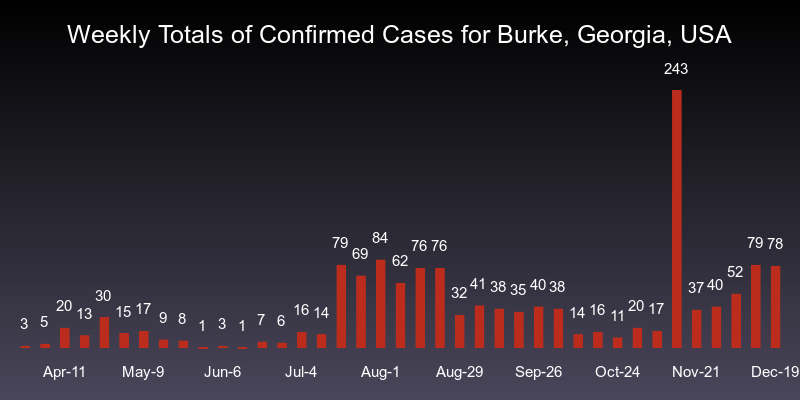 Weekly Totals of Confirmed Cases for Burke, Georgia, USA
243
79 69 84 62 76 76 79 78
3 5 20 13 30 15 17 9 8 1 3 1 7 6 16 14 32 41 38 35 40 38 14 16 11 20 17 37 40 52
Apr-11 May-9 Jun-6 Jul-4 Aug-1 Aug-29 Sep-26 Oct-24 Nov-21 Dec-19